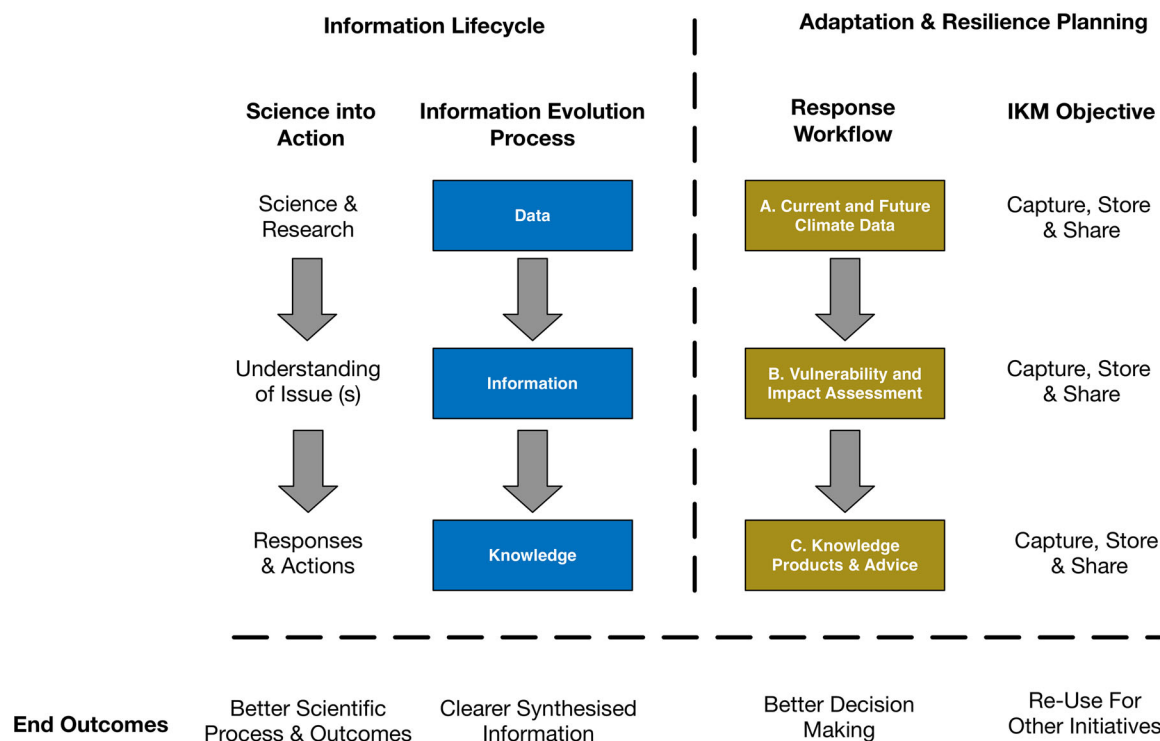 Information Lifecycle
Adaptation & Resilience Planning
Science into
Action
Information Evolution
Process
Response
Workflow
IKM Objective
Science &
Research
Data
A. Current and Future
Climate Data
Capture, Store
& Share
Understanding
of Issue (s)
Information
B. Vulnerability and
Impact Assessment
Capture, Store
& Share
Responses
& Actions
Knowledge
C. Knowledge
Products & Advice
Capture, Store
& Share
End Outcomes
Better Scientific
Process & Outcomes
Clearer Synthesised
Information
Better Decision
Making
Re-Use For
Other Initiatives